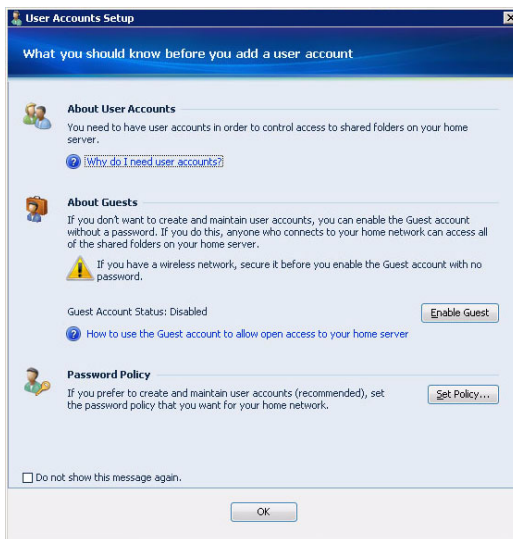 User Accounts Setup
What you should know before you add a user account
About User Accounts
You need to have user accounts in order to control access to shared folders on your home
server.
Why do I need user accounts?
About Guests
If you don't want to create and maintain user accounts, you can enable the Guest account
without a password. If you do this, anyone who connects to your home network can access all
of the shared folders on your home server.
If you have a wireless network, secure it before you enable the Guest account with no
password.
Guest Account Status: Disabled
Enable Guest
How to use the Guest account to allow open access to your home server
Password Policy
If you prefer to create and maintain user accounts (recommended), set
the password policy that you want for your home network.
Set Policy...
Do not show this message again.
OK